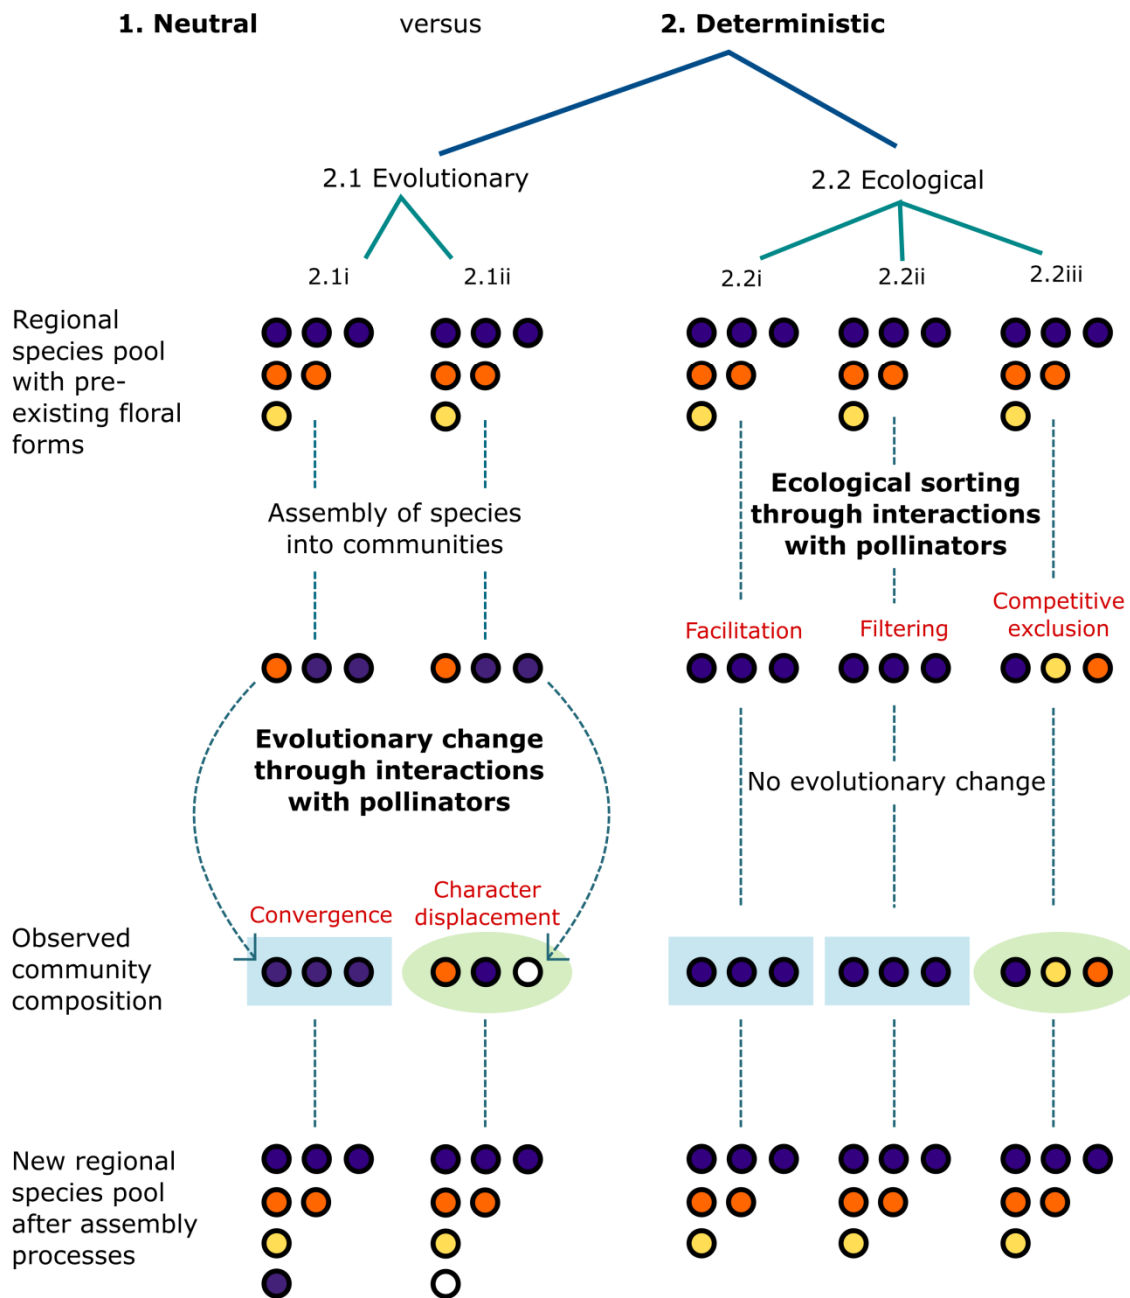 1. Neutral versus 2. Deterministic
2.1 Evolutionary
2.2 Ecological
2.1i
2.1ii
2.2i
2.2ii
2.2iii
Regional
species pool
with pre-
existing floral
forms
Assembly of species
into communities
Ecological sorting
through interactions
with pollinators
Facilitation
Filtering
Competitive
exclusion
Evolutionary change
through interactions
with pollinators
No evolutionary change
Convergence
Character
displacement
Observed
community
composition
New regional
species pool
after assembly
processes